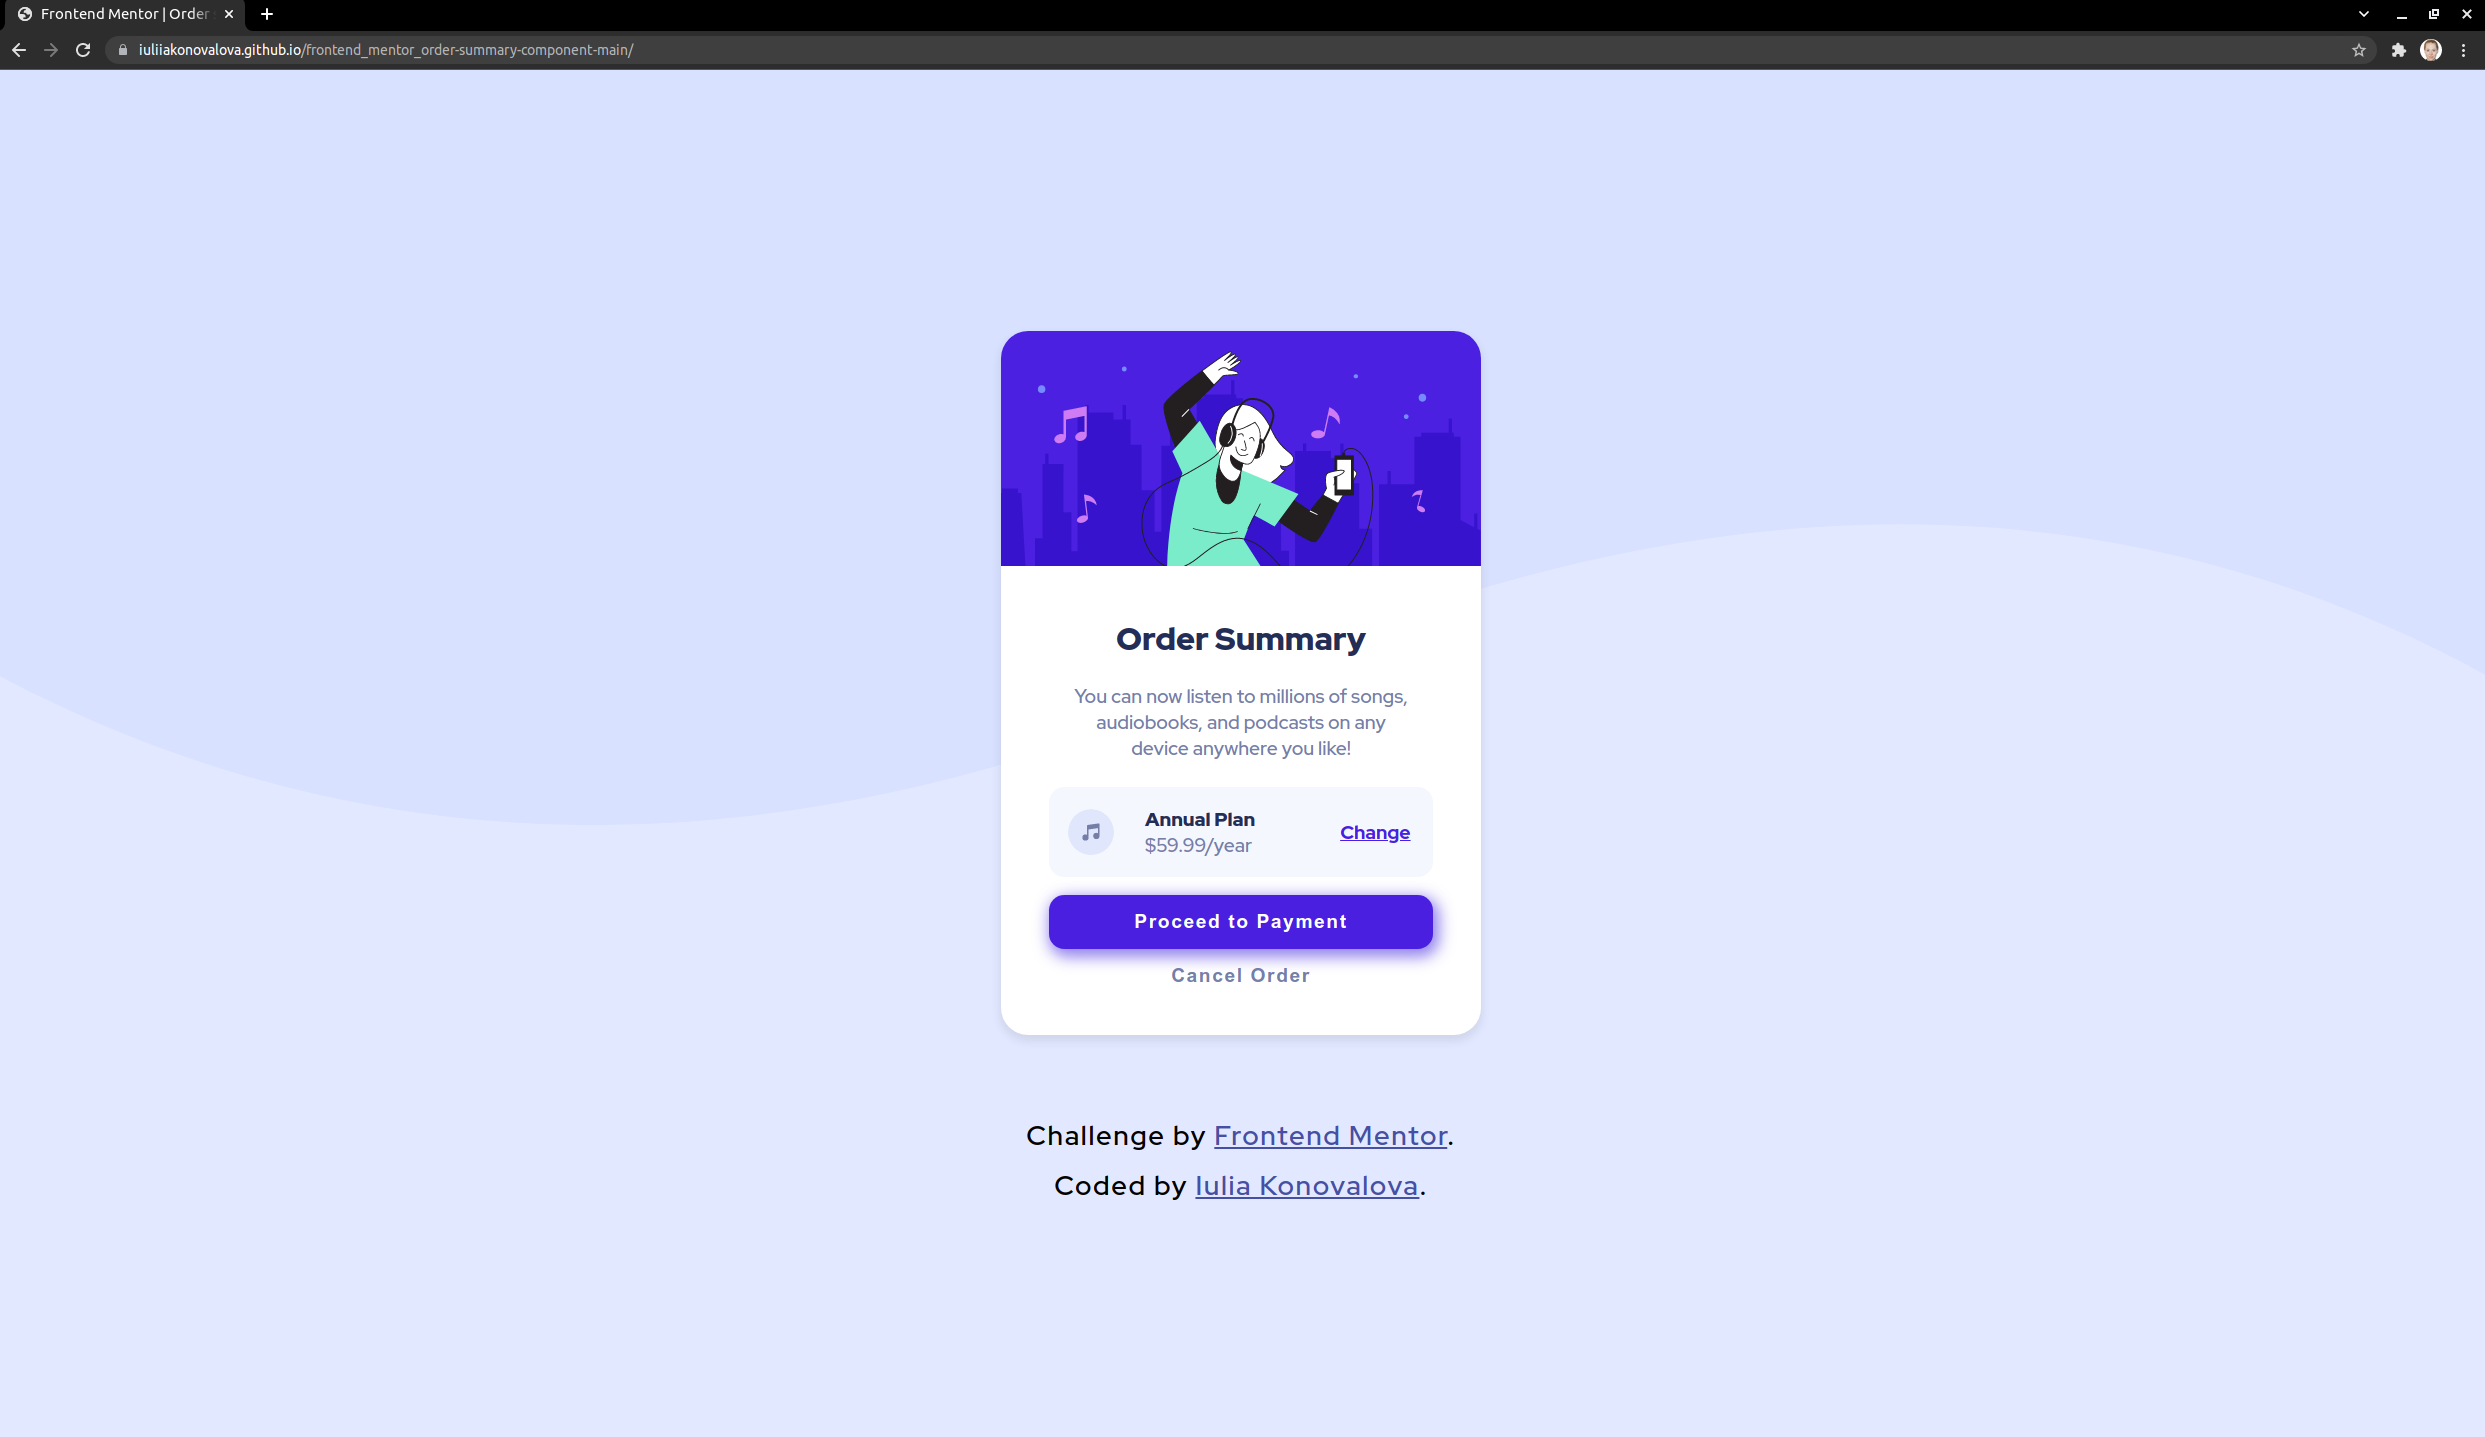 Frontend Mentor | Order
iuliiakonovalova.github.io/frontend_mentor_order-summary-component-main/
Order Summary
You can now listen to millions of songs,
audiobooks, and podcasts on any
device anywhere you like!
Annual Plan
$59.99/year
Change
Proceed to Payment
Cancel Order
Challenge by Frontend Mentor.
Coded by Iulia Konovalova.